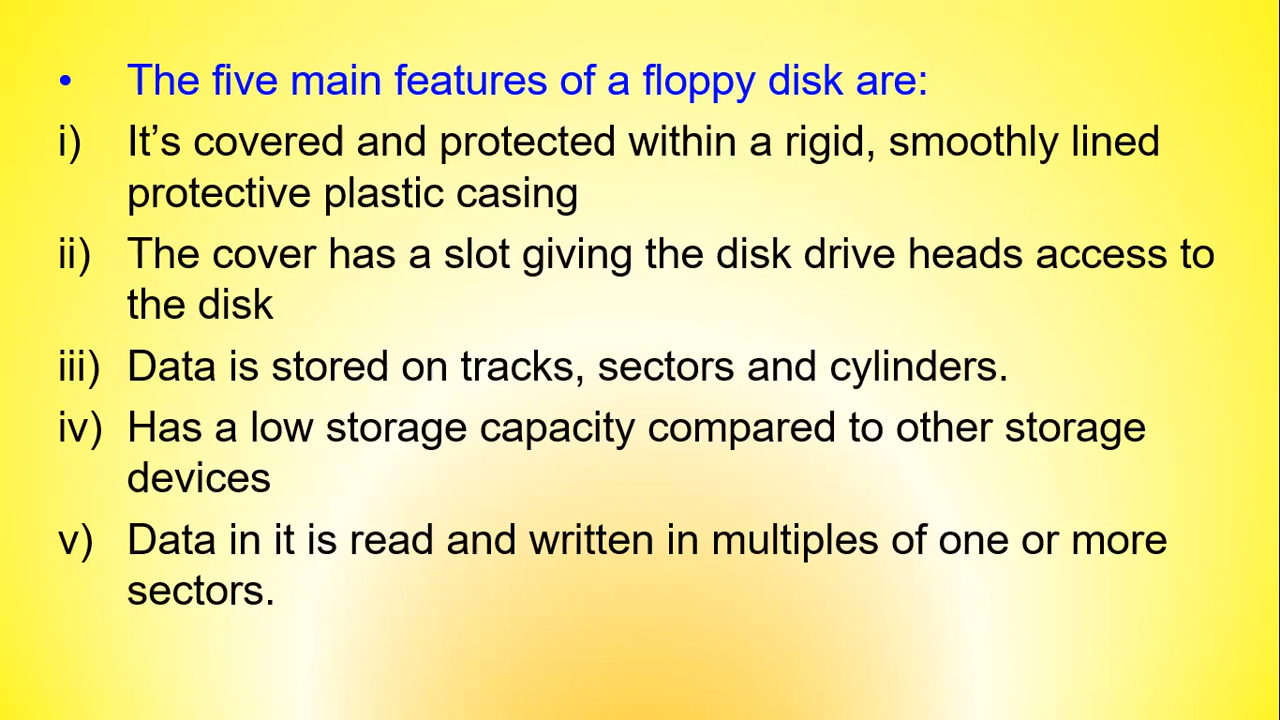 • The five main features of a floppy disk are:
i) It’s covered and protected within a rigid, smoothly lined
protective plastic casing
ii) The cover has a slot giving the disk drive heads access to
the disk
iii) Data is stored on tracks, sectors and cylinders.
iv) Has a low storage capacity compared to other storage
devices
v) Data in it is read and written in multiples of one or more
sectors.